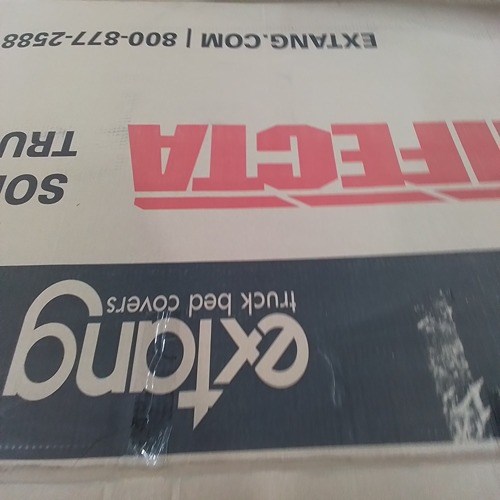 extang
truck bed covers
IFECTA
SO
TRU
EXTANG.COM | 800-877-2588